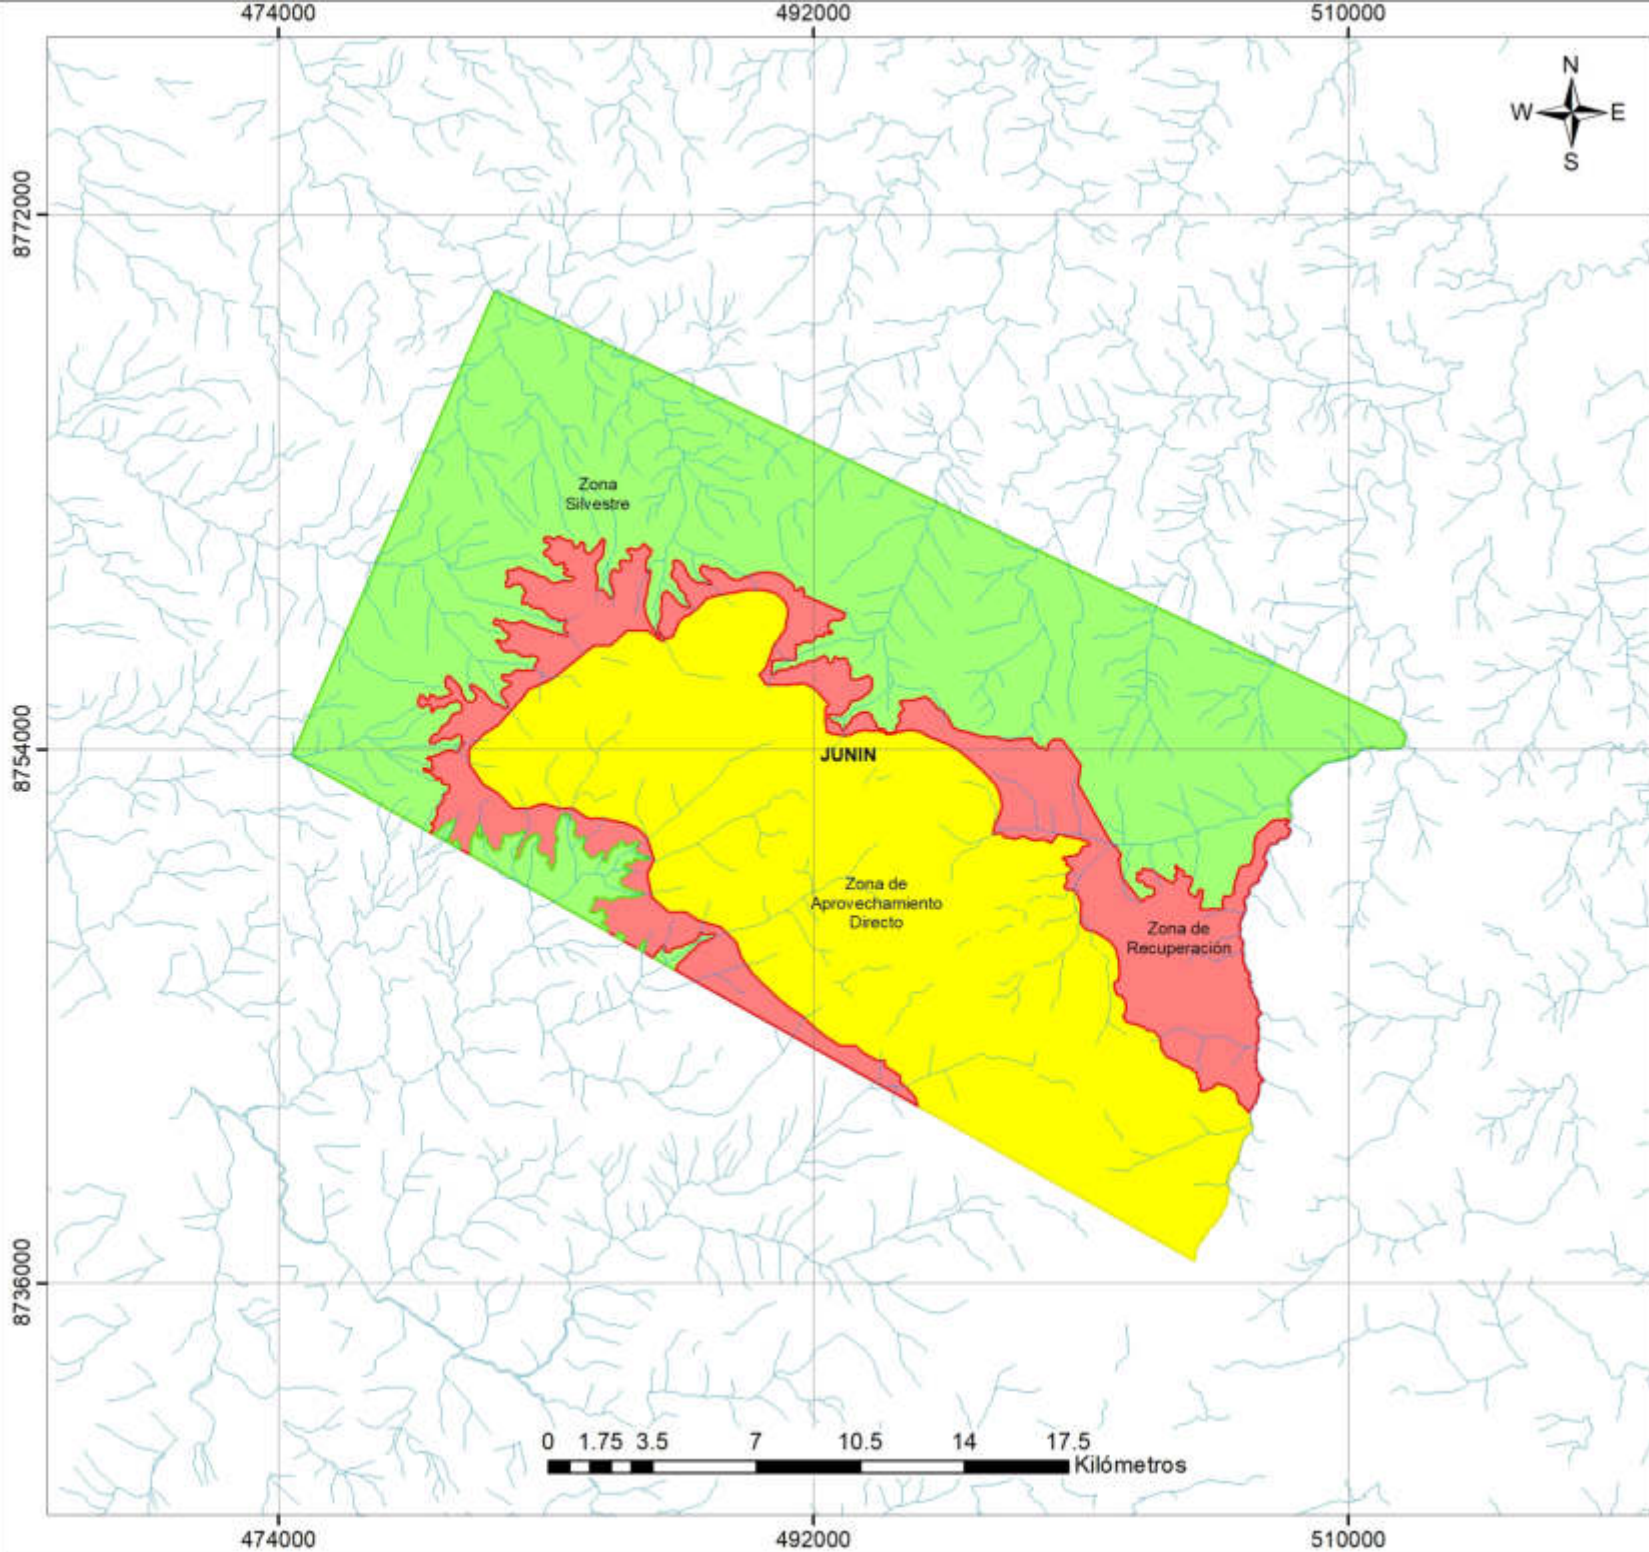 474000 492000 510000
N
W E
S
8772000
Zona
Silvestre
8754000
JUNIN
Zona de
Aprovechamiento
Directo
Zona de
Recuperación
8736000
0 1.75 3.5 7 10.5 14 17.5
Kilómetros
474000 492000 510000